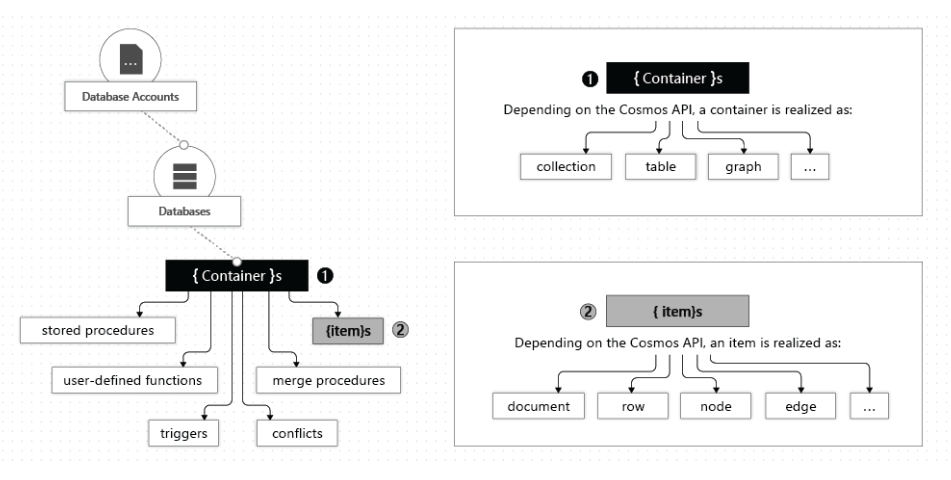 ...
Database Accounts
Databases
{ Container }s 1
stored procedures
{item}s 2
user-defined functions
merge procedures
triggers
conflicts
1 { Container }s
Depending on the Cosmos API, a container is realized as:
collection
table
graph
...
2 { item}s
Depending on the Cosmos API, an item is realized as:
document
row
node
edge
...